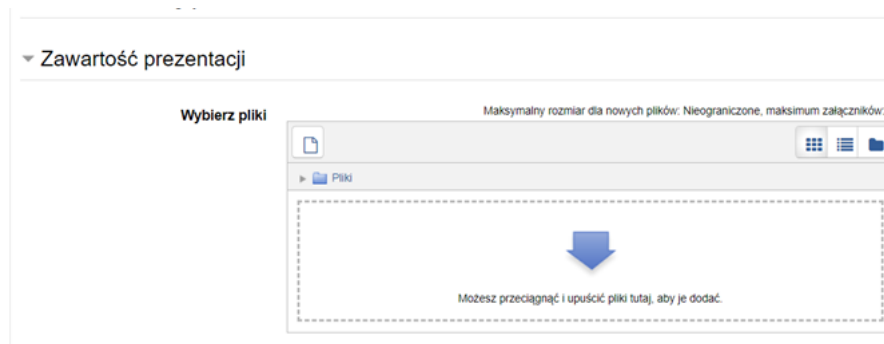 Zawartość prezentacji
Wybierz pliki
Maksymalny rozmiar dla nowych plików: Nieograniczone, maksimum załączników:
Pliki
Możesz przeciągnąć i upuścić pliki tutaj, aby je dodać.